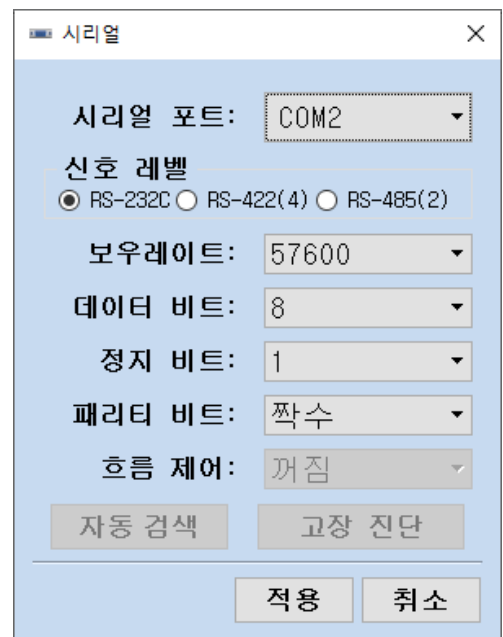 시리얼
시리얼 포트: COM2
신호 레벨
RS-232C RS-422(4) RS-485(2)
보우레이트: 57600
데이터 비트: 8
정지 비트: 1
패리티 비트: 짝수
흐름 제어: 꺼짐
자동 검색 고장 진단
적용 취소